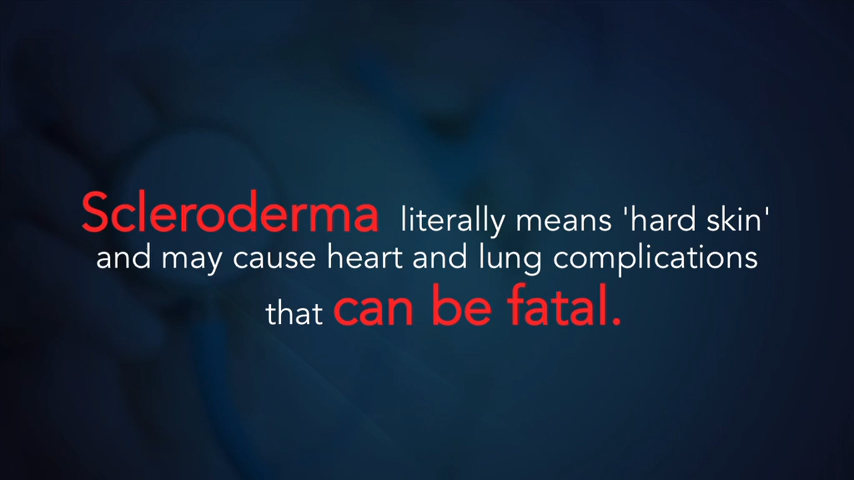 Scleroderma literally means 'hard skin'
and may cause heart and lung complications
that can be fatal.